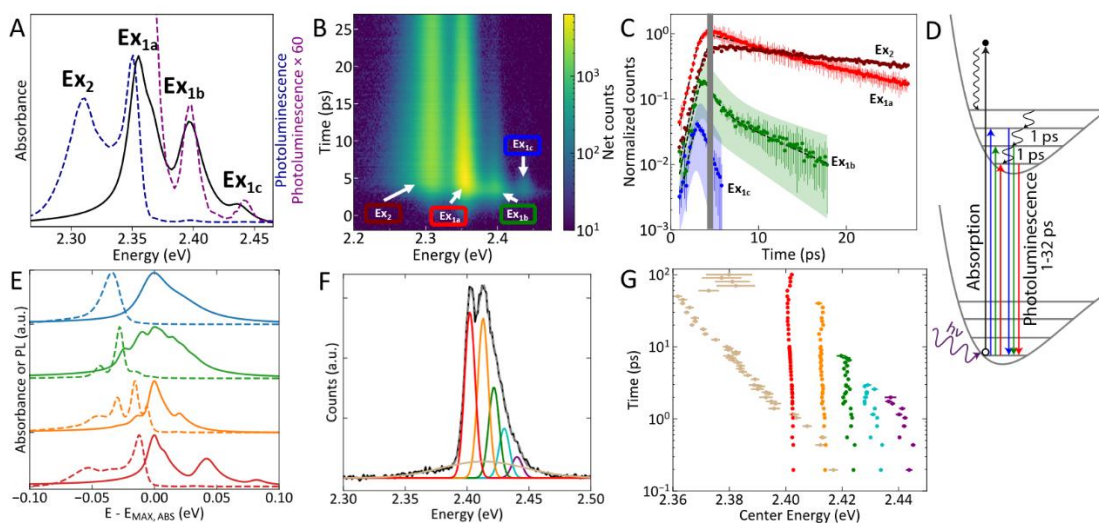 A
Absorbance
Ex2
Ex1a
Ex1b
Ex1c
Photoluminescence
Photoluminescence × 60
2.30 2.35 2.40 2.45
Energy (eV)
B
Time (ps)
25
20
15
10
5
0
Ex2
Ex1a
Ex1b
Ex1c
2.2 2.3 2.4
Energy (eV)
10³
10²
10¹
Net counts
C
Normalized counts
10⁰
10⁻¹
10⁻²
10⁻³
Ex2
Ex1a
Ex1b
Ex1c
0 10 20
Time (ps)
D
1 ps
1 ps
Absorption
Photoluminescence
1-32 ps
hν
E
Absorbance or PL (a.u.)
−0.10 −0.05 0.00 0.05 0.10
E - EMAX, ABS (eV)
F
Counts (a.u.)
2.30 2.35 2.40 2.45 2.50
Energy (eV)
G
Time (ps)
10²
10¹
10⁰
10⁻¹
2.36 2.38 2.40 2.42 2.44
Center Energy (eV)